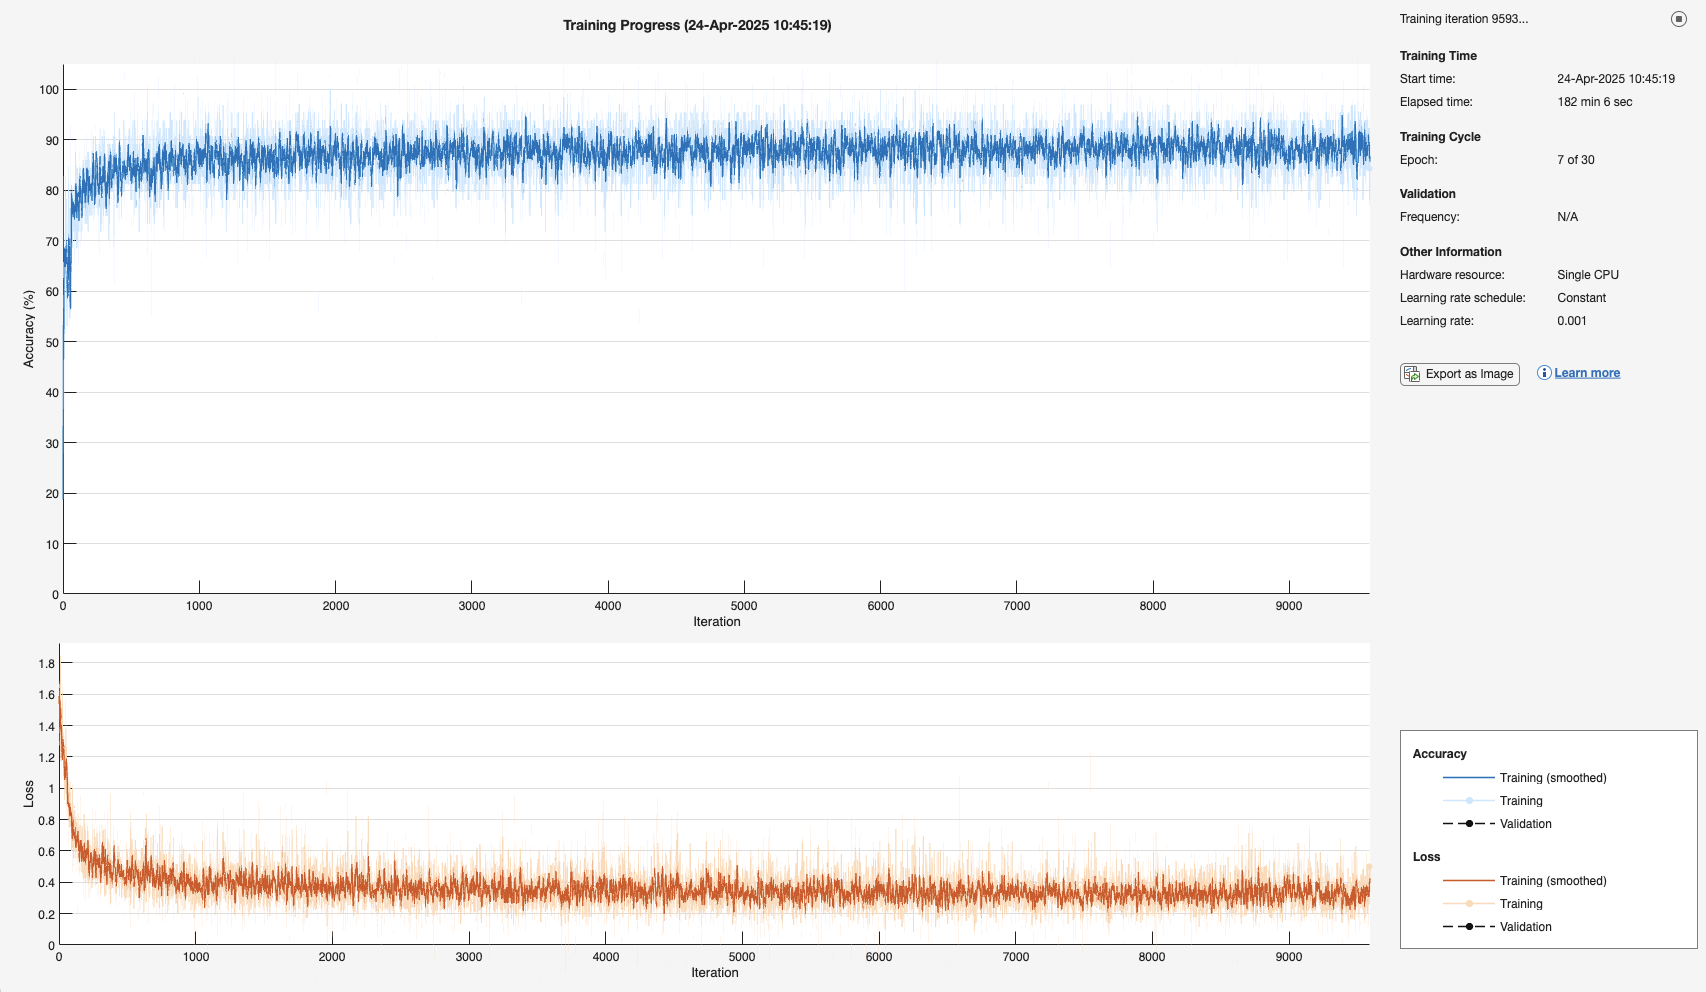 Training Progress (24-Apr-2025 10:45:19)
100
90
80
70
60
50
40
30
20
10
0
Accuracy (%)
0 1000 2000 3000 4000 5000 6000 7000 8000 9000
Iteration
1.8
1.6
1.4
1.2
1
0.8
0.6
0.4
0.2
0
Loss
0 1000 2000 3000 4000 5000 6000 7000 8000 9000
Iteration
Training iteration 9593...
Training Time
Start time: 24-Apr-2025 10:45:19
Elapsed time: 182 min 6 sec
Training Cycle
Epoch: 7 of 30
Validation
Frequency: N/A
Other Information
Hardware resource: Single CPU
Learning rate schedule: Constant
Learning rate: 0.001
Export as Image Learn more
Accuracy
Training (smoothed)
Training
Validation
Loss
Training (smoothed)
Training
Validation